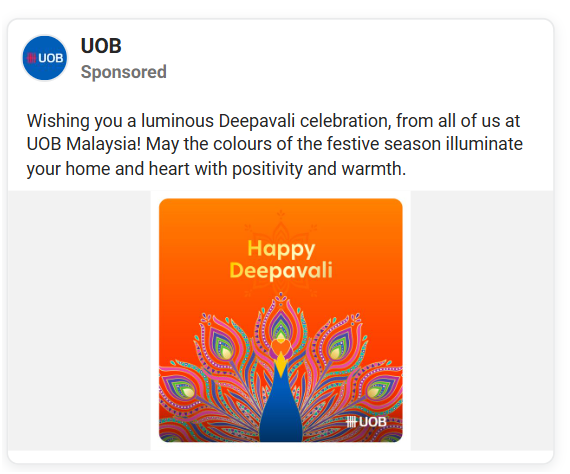 UOB
UOB
Sponsored
Wishing you a luminous Deepavali celebration, from all of us at
UOB Malaysia! May the colours of the festive season illuminate
your home and heart with positivity and warmth.
Happy
Deepavali
UOB